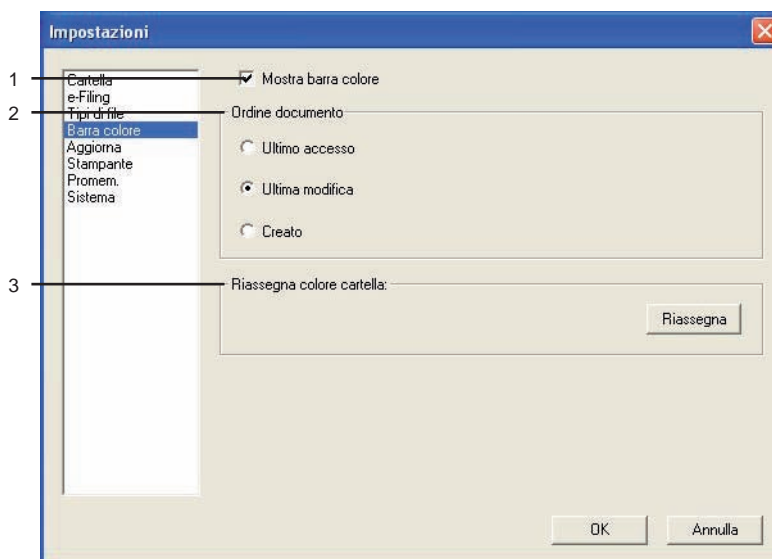 Impostazioni
1
Mostra barra colore
Cartella
e-Filing
2
Ordine documento
Tipi di file
Barra colore
Aggiorna
Stampante
Promem.
Sistema
Ultimo accesso
Ultima modifica
Creato
3
Riassegna colore cartella:
Riassegna
OK
Annulla